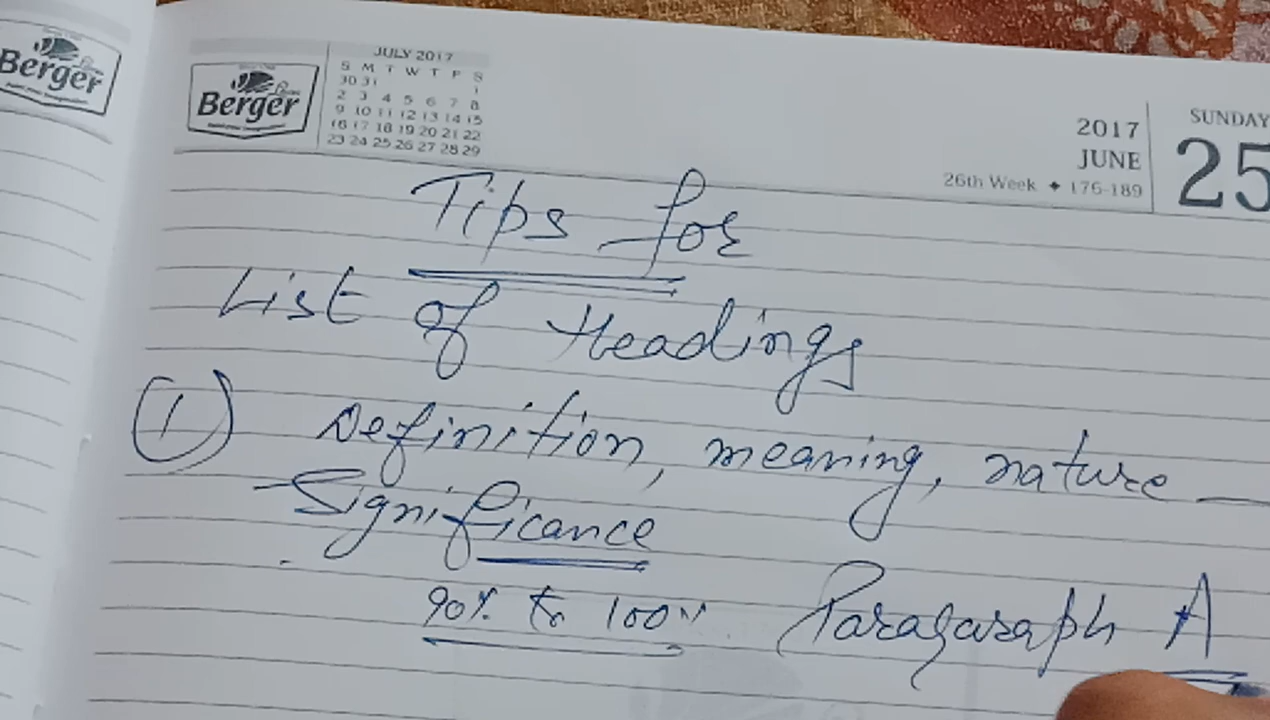 Berger
Berger
JULY 2017
S M T W T F S
30 31 1
2 3 4 5 6 7 8
9 10 11 12 13 14 15
16 17 18 19 20 21 22
23 24 25 26 27 28 29
2017
JUNE
26th Week ◆ 176-189
SUNDAY
25
Tips for
List of Headings
1 Definition, meaning, nature —
Significance
90% to 100% Paragaraph A